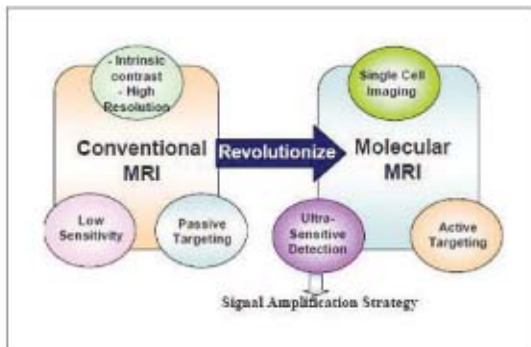 - Intrinsic
contrast
- High
Resolution
Conventional
MRI
Low
Sensitivity
Passive
Targeting
Revolutionize
Single Cell
Imaging
Molecular
MRI
Ultra-
Sensitive
Detection
Active
Targeting
Signal Amplification Strategy